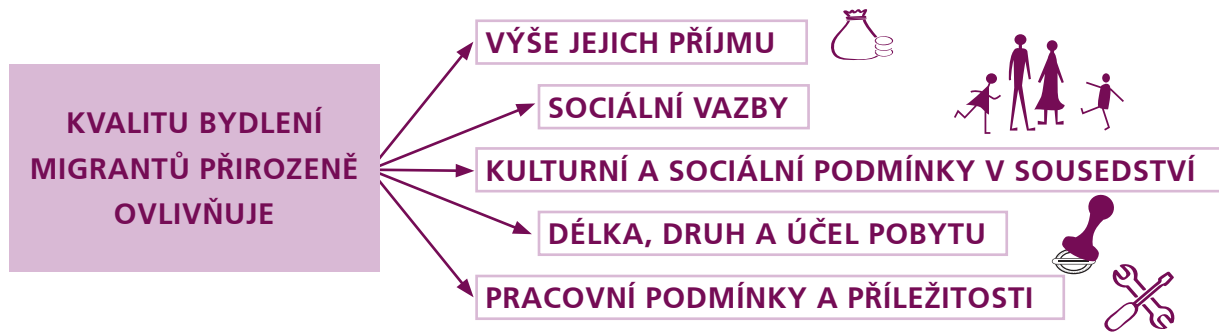 KVALITU BYDLENÍ
MIGRANTŮ PŘIROZENĚ
OVLIVŇUJE
VÝŠE JEJICH PŘÍJMU
SOCIÁLNÍ VAZBY
KULTURNÍ A SOCIÁLNÍ PODMÍNKY V SOUSEDSTVÍ
DÉLKA, DRUH A ÚČEL POBYTU
PRACOVNÍ PODMÍNKY A PŘÍLEŽITOSTI